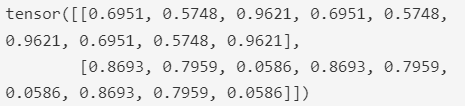 tensor([[0.6951, 0.5748, 0.9621, 0.6951, 0.5748,
0.9621, 0.6951, 0.5748, 0.9621],
        [0.8693, 0.7959, 0.0586, 0.8693, 0.7959,
0.0586, 0.8693, 0.7959, 0.0586]])